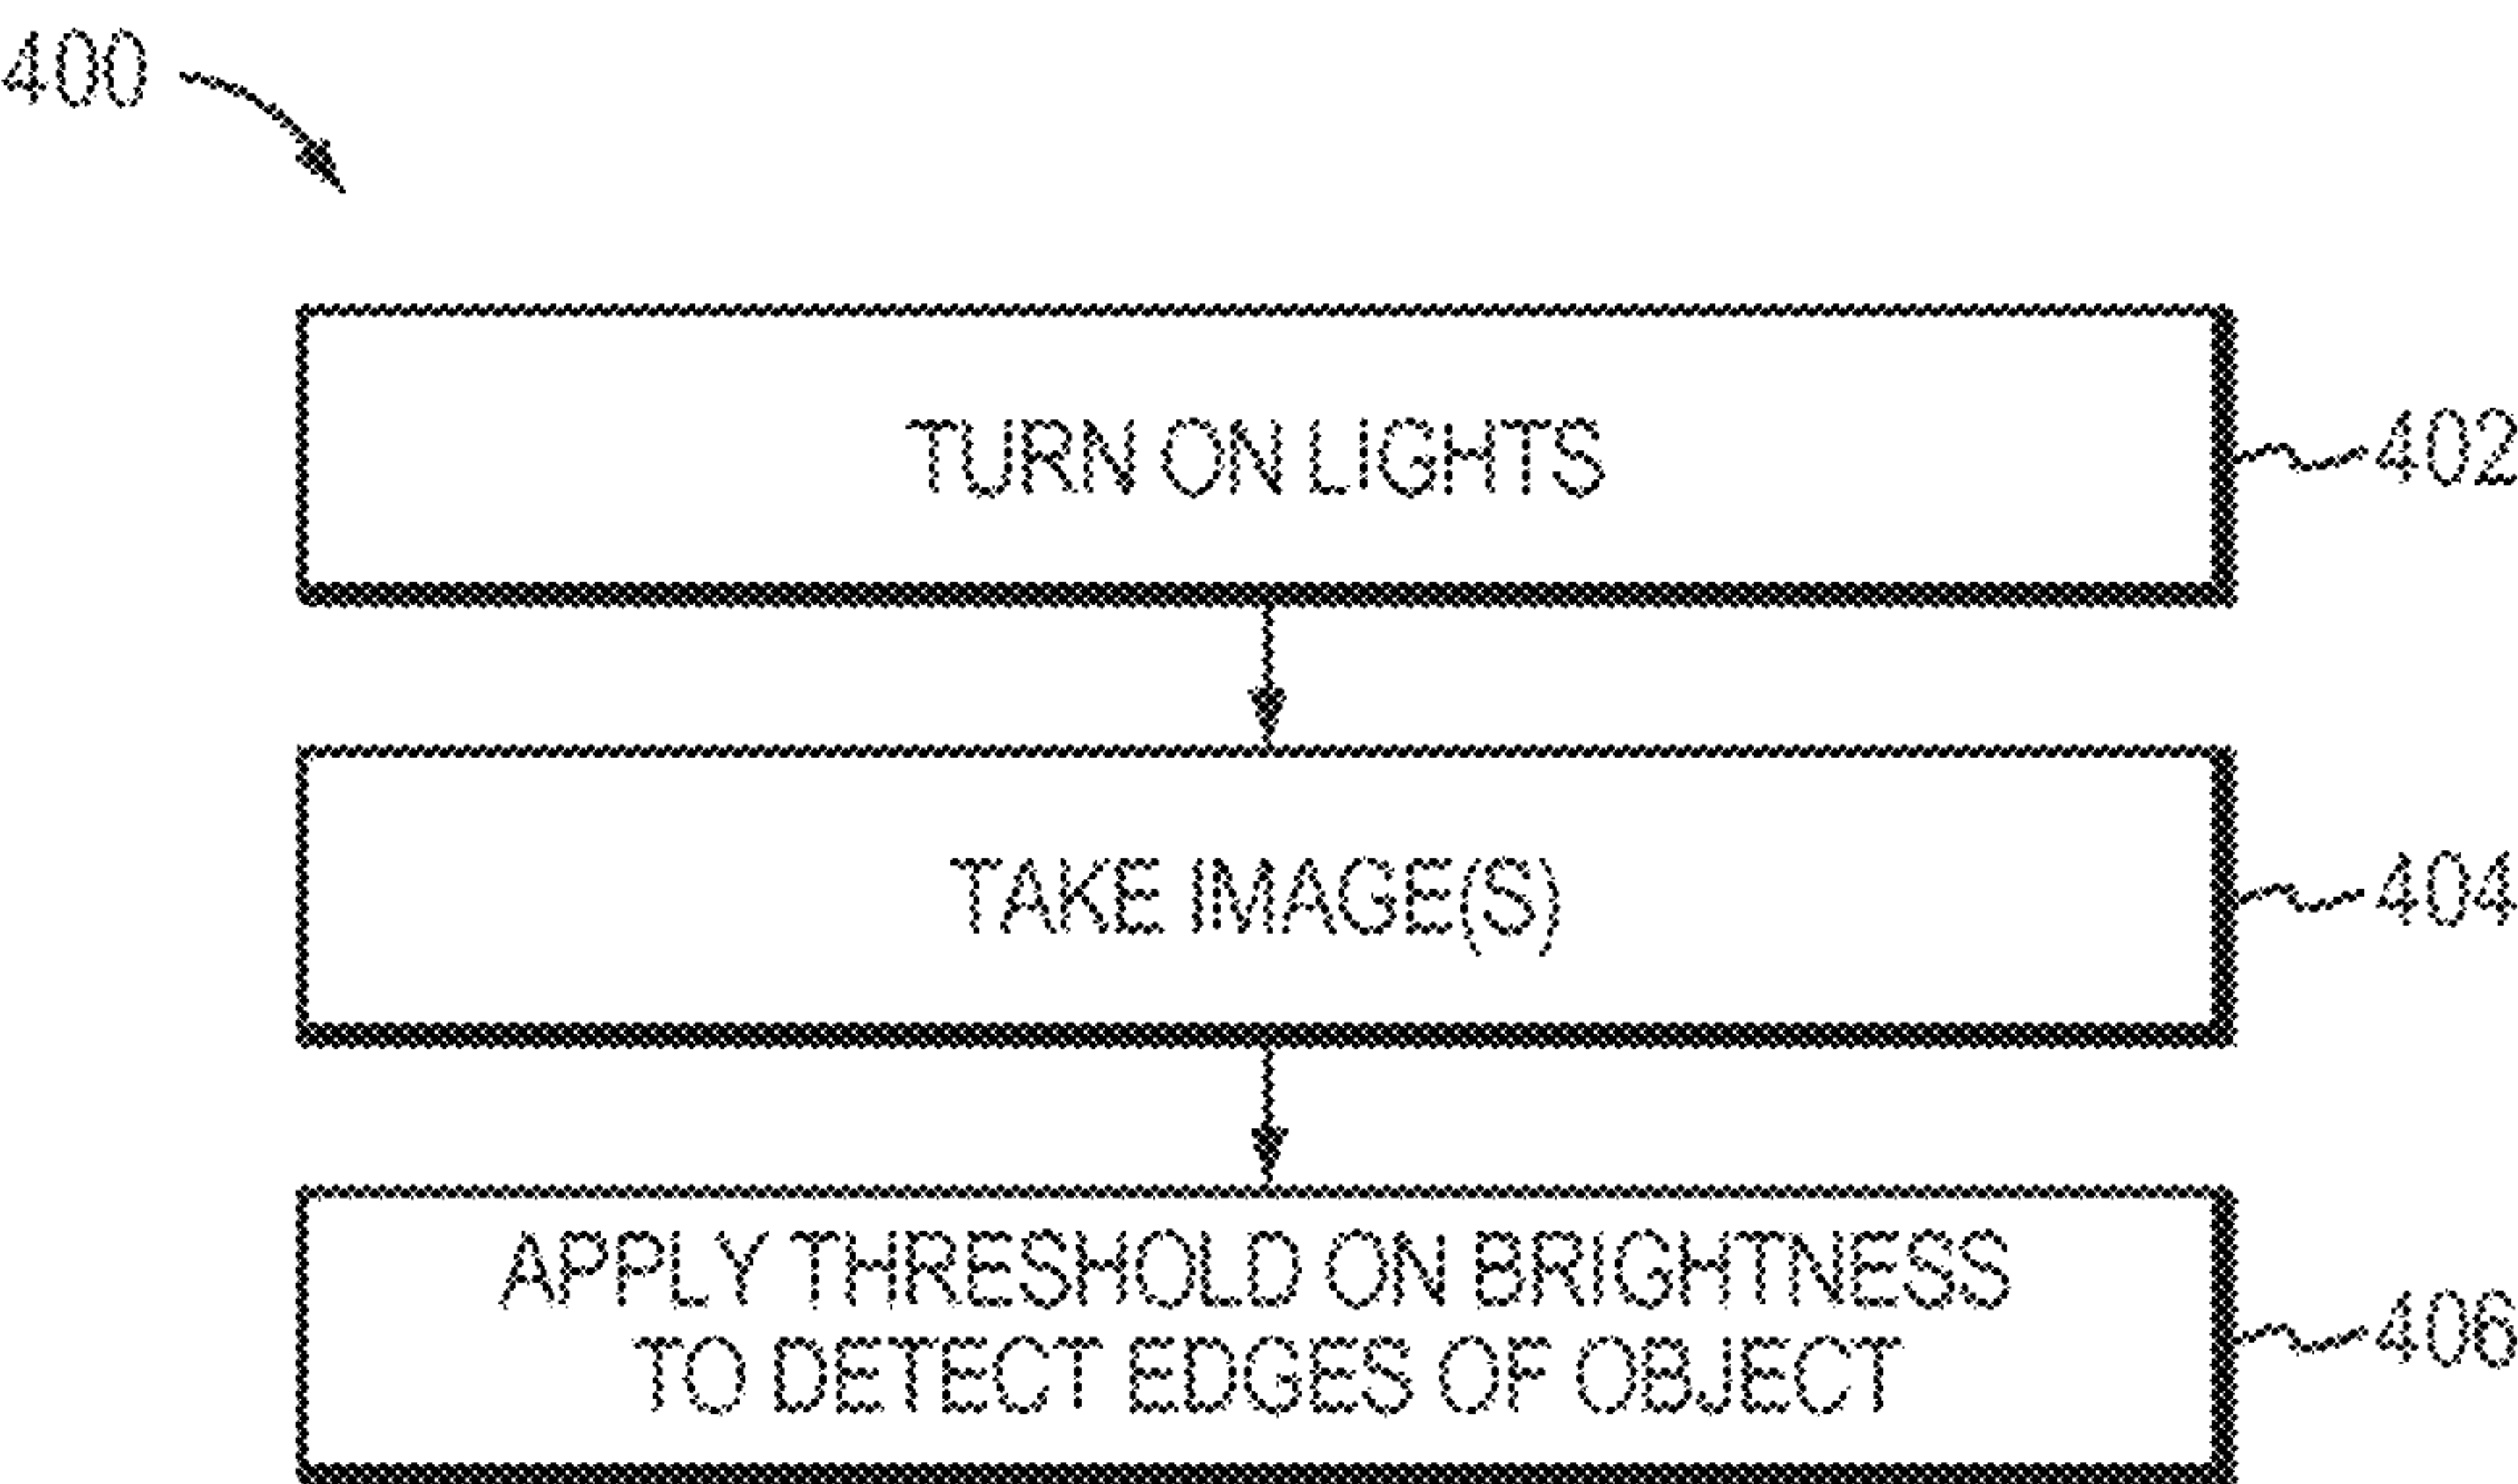 400
TURN ON LIGHTS
402
TAKE IMAGE(S)
404
APPLY THRESHOLD ON BRIGHTNESS
TO DETECT EDGES OF OBJECT
406